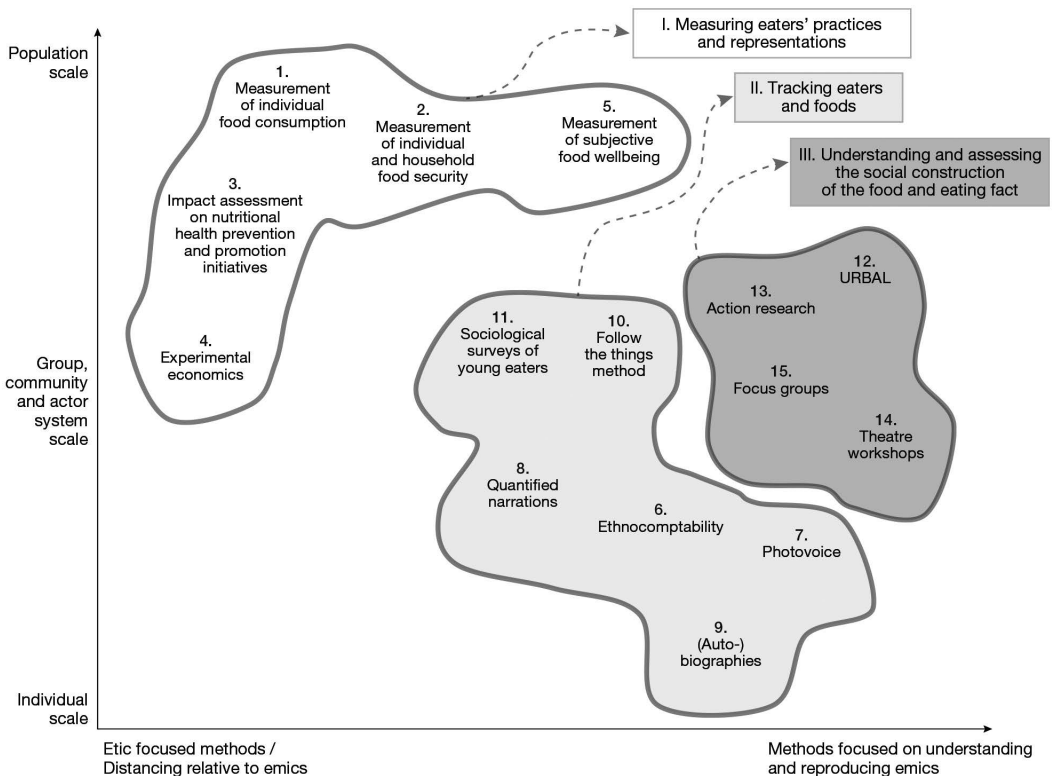 Population
scale
I. Measuring eaters’ practices
and representations
II. Tracking eaters
and foods
III. Understanding and assessing
the social construction
of the food and eating fact
1.
Measurement
of individual
food consumption
2.
Measurement
of individual
and household
food security
5.
Measurement
of subjective
food wellbeing
3.
Impact assessment
on nutritional
health prevention
and promotion
initiatives
4.
Experimental
economics
Group,
community
and actor
system
scale
11.
Sociological
surveys of
young eaters
10.
Follow
the things
method
8.
Quantified
narrations
6.
Ethnocomptability
7.
Photovoice
9.
(Auto-)
biographies
12.
URBAL
13.
Action research
15.
Focus groups
14.
Theatre
workshops
Individual
scale
Etic focused methods /
Distancing relative to emics
Methods focused on understanding
and reproducing emics